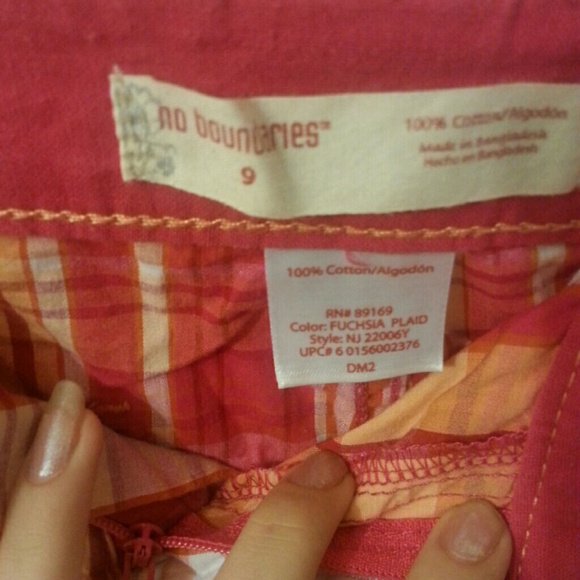 no boundaries™
9
100% Cotton/Algodón
Made in Bangladesh
Hecho en Bangladesh
100% Cotton/Algodón
RN# 89169
Color: FUCHSIA PLAID
Style: NJ 22006Y
UPC# 6 0156002376
DM2